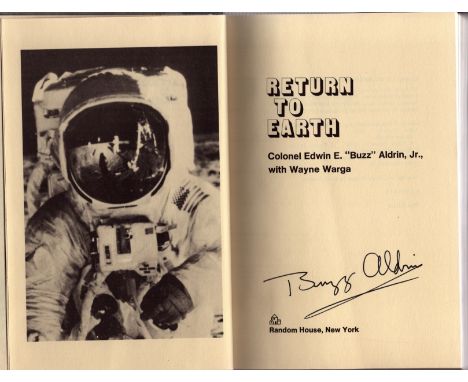 RETURN
TO
EARTH
Colonel Edwin E. "Buzz" Aldrin, Jr.,
with Wayne Warga
Buzz Aldrin
Random House, New York